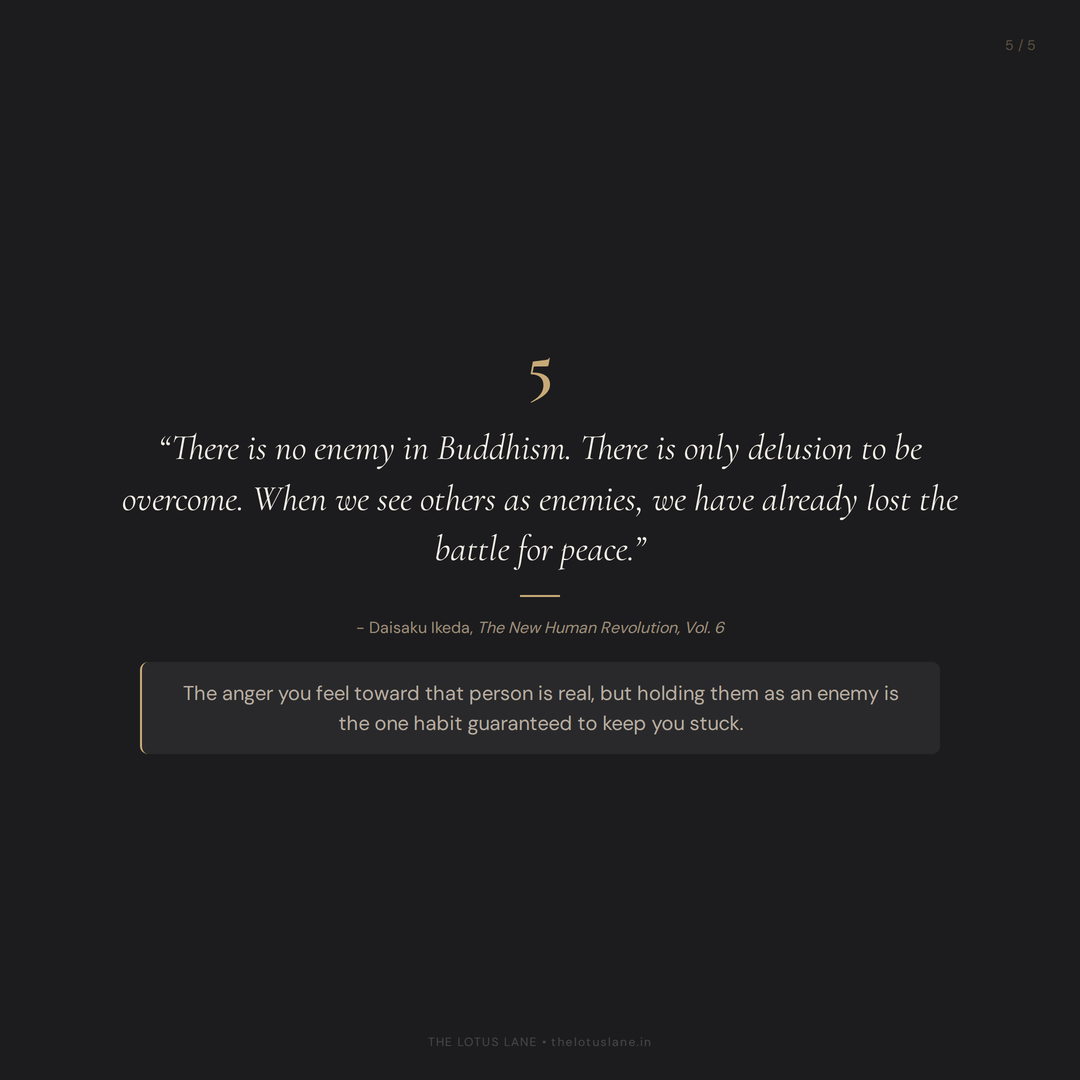 5 / 5
5
“There is no enemy in Buddhism. There is only delusion to be
overcome. When we see others as enemies, we have already lost the
battle for peace.”
– Daisaku Ikeda, The New Human Revolution, Vol. 6
The anger you feel toward that person is real, but holding them as an enemy is
the one habit guaranteed to keep you stuck.
THE LOTUS LANE • thelotuslane.in